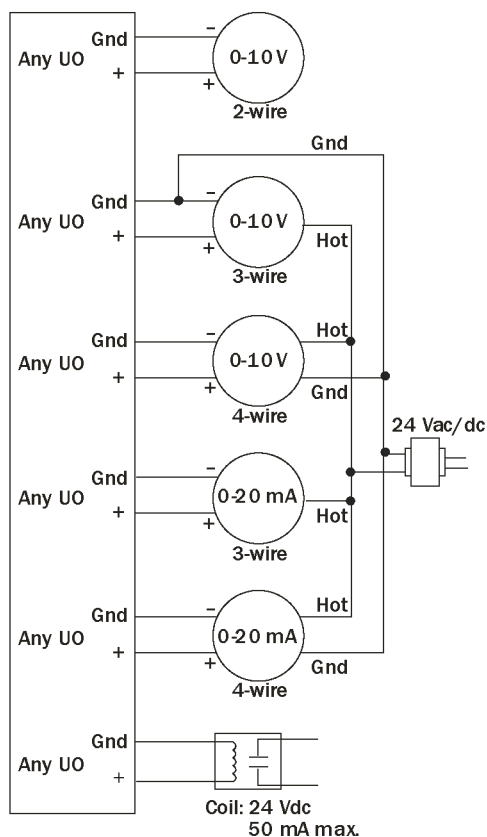 Gnd –
Any UO 0-10 V
+ +
2-wire
Gnd
Gnd –
Any UO 0-10 V
+ + Hot
3-wire
Gnd – Hot
Any UO 0-10 V
+ + Gnd
4-wire
24 Vac/dc
Gnd –
Any UO 0-20 mA
+ + Hot
3-wire
Gnd – Hot
Any UO 0-20 mA
+ + Gnd
4-wire
Gnd
Any UO
+
Coil: 24 Vdc
50 mA max.